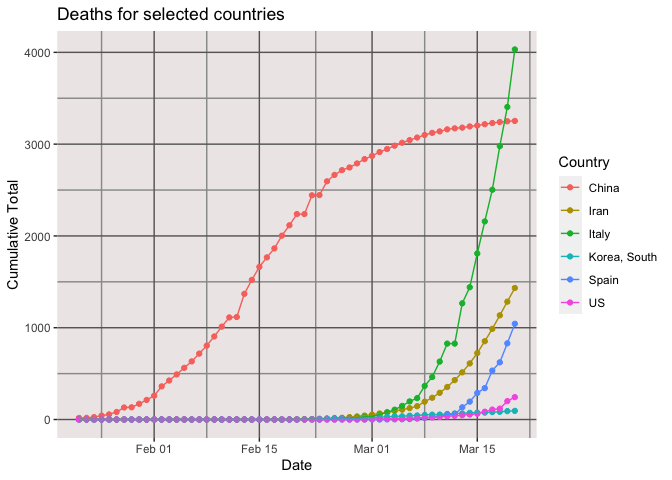 Deaths for selected countries
4000
3000
2000
1000
0
Cumulative Total
Feb 01
Feb 15
Mar 01
Mar 15
Date
Country
China
Iran
Italy
Korea, South
Spain
US